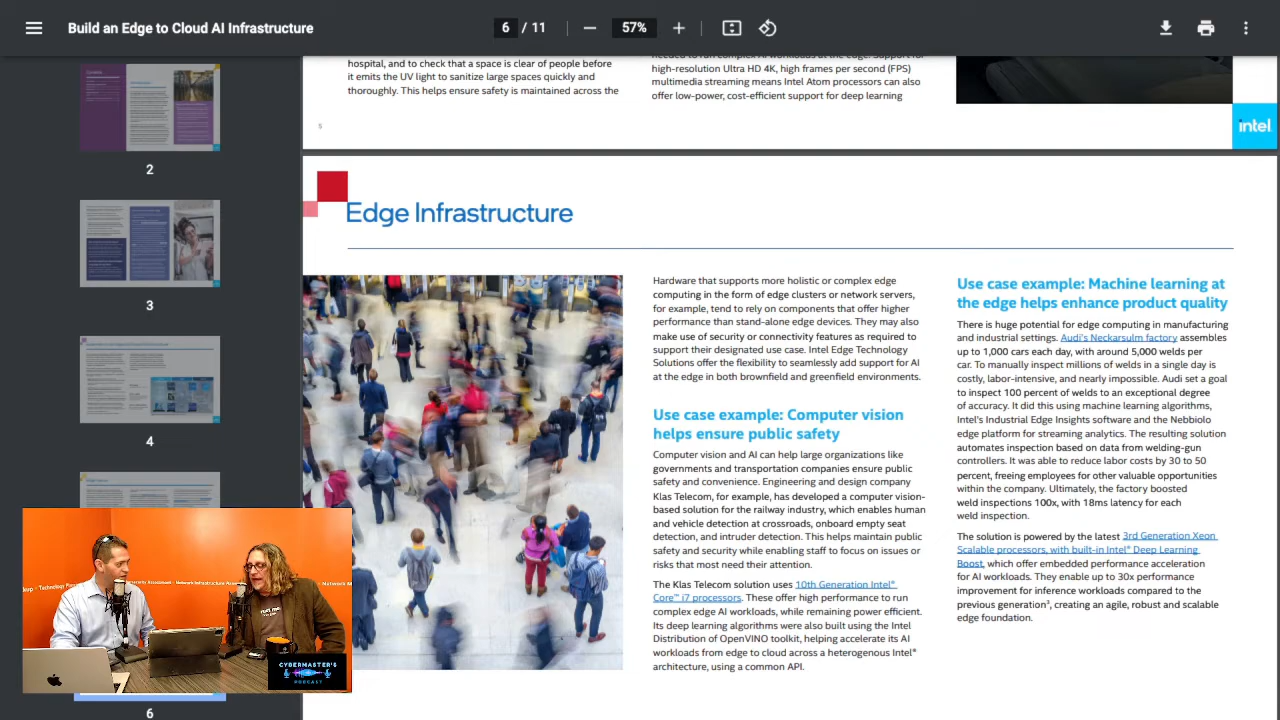 Build an Edge to Cloud AI Infrastructure
6 / 11
57%
2
3
4
6
hospital, and to check that a space is clear of people before
it emits the UV light to sanitize large spaces quickly and
thoroughly. This helps ensure safety is maintained across the
5
needed to run complex AI workloads at the edge. Support for
high-resolution Ultra HD 4K, high frames per second (FPS)
multimedia streaming means Intel Atom processors can also
offer low-power, cost-efficient support for deep learning
intel
Edge Infrastructure
Hardware that supports more holistic or complex edge
computing in the form of edge clusters or network servers,
for example, tend to rely on components that offer higher
performance than stand-alone edge devices. They may also
make use of security or connectivity features as required to
support their designated use case. Intel Edge Technology
Solutions offer the flexibility to seamlessly add support for AI
at the edge in both brownfield and greenfield environments.
Use case example: Computer vision
helps ensure public safety
Computer vision and AI can help large organizations like
governments and transportation companies ensure public
safety and convenience. Engineering and design company
Klas Telecom, for example, has developed a computer vision-
based solution for the railway industry, which enables human
and vehicle detection at crossroads, onboard empty seat
detection, and intruder detection. This helps maintain public
safety and security while enabling staff to focus on issues or
risks that most need their attention.
The Klas Telecom solution uses 10th Generation Intel®
Core™ i7 processors. These offer high performance to run
complex edge AI workloads, while remaining power efficient.
Its deep learning algorithms were also built using the Intel
Distribution of OpenVINO toolkit, helping accelerate its AI
workloads from edge to cloud across a heterogenous Intel®
architecture, using a common API.
Use case example: Machine learning at
the edge helps enhance product quality
There is huge potential for edge computing in manufacturing
and industrial settings. Audi's Neckarsulm factory assembles
up to 1,000 cars each day, with around 5,000 welds per
car. To manually inspect millions of welds in a single day is
costly, labor-intensive, and nearly impossible. Audi set a goal
to inspect 100 percent of welds to an exceptional degree
of accuracy. It did this using machine learning algorithms,
Intel's Industrial Edge Insights software and the Nebbiolo
edge platform for streaming analytics. The resulting solution
automates inspection based on data from welding-gun
controllers. It was able to reduce labor costs by 30 to 50
percent, freeing employees for other valuable opportunities
within the company. Ultimately, the factory boosted
weld inspections 100x, with 18ms latency for each
weld inspection.
The solution is powered by the latest 3rd Generation Xeon
Scalable processors, with built-in Intel® Deep Learning
Boost, which offer embedded performance acceleration
for AI workloads. They enable up to 30x performance
improvement for inference workloads compared to the
previous generation³, creating an agile, robust and scalable
edge foundation.
CYBERMASTER'S
PODCAST